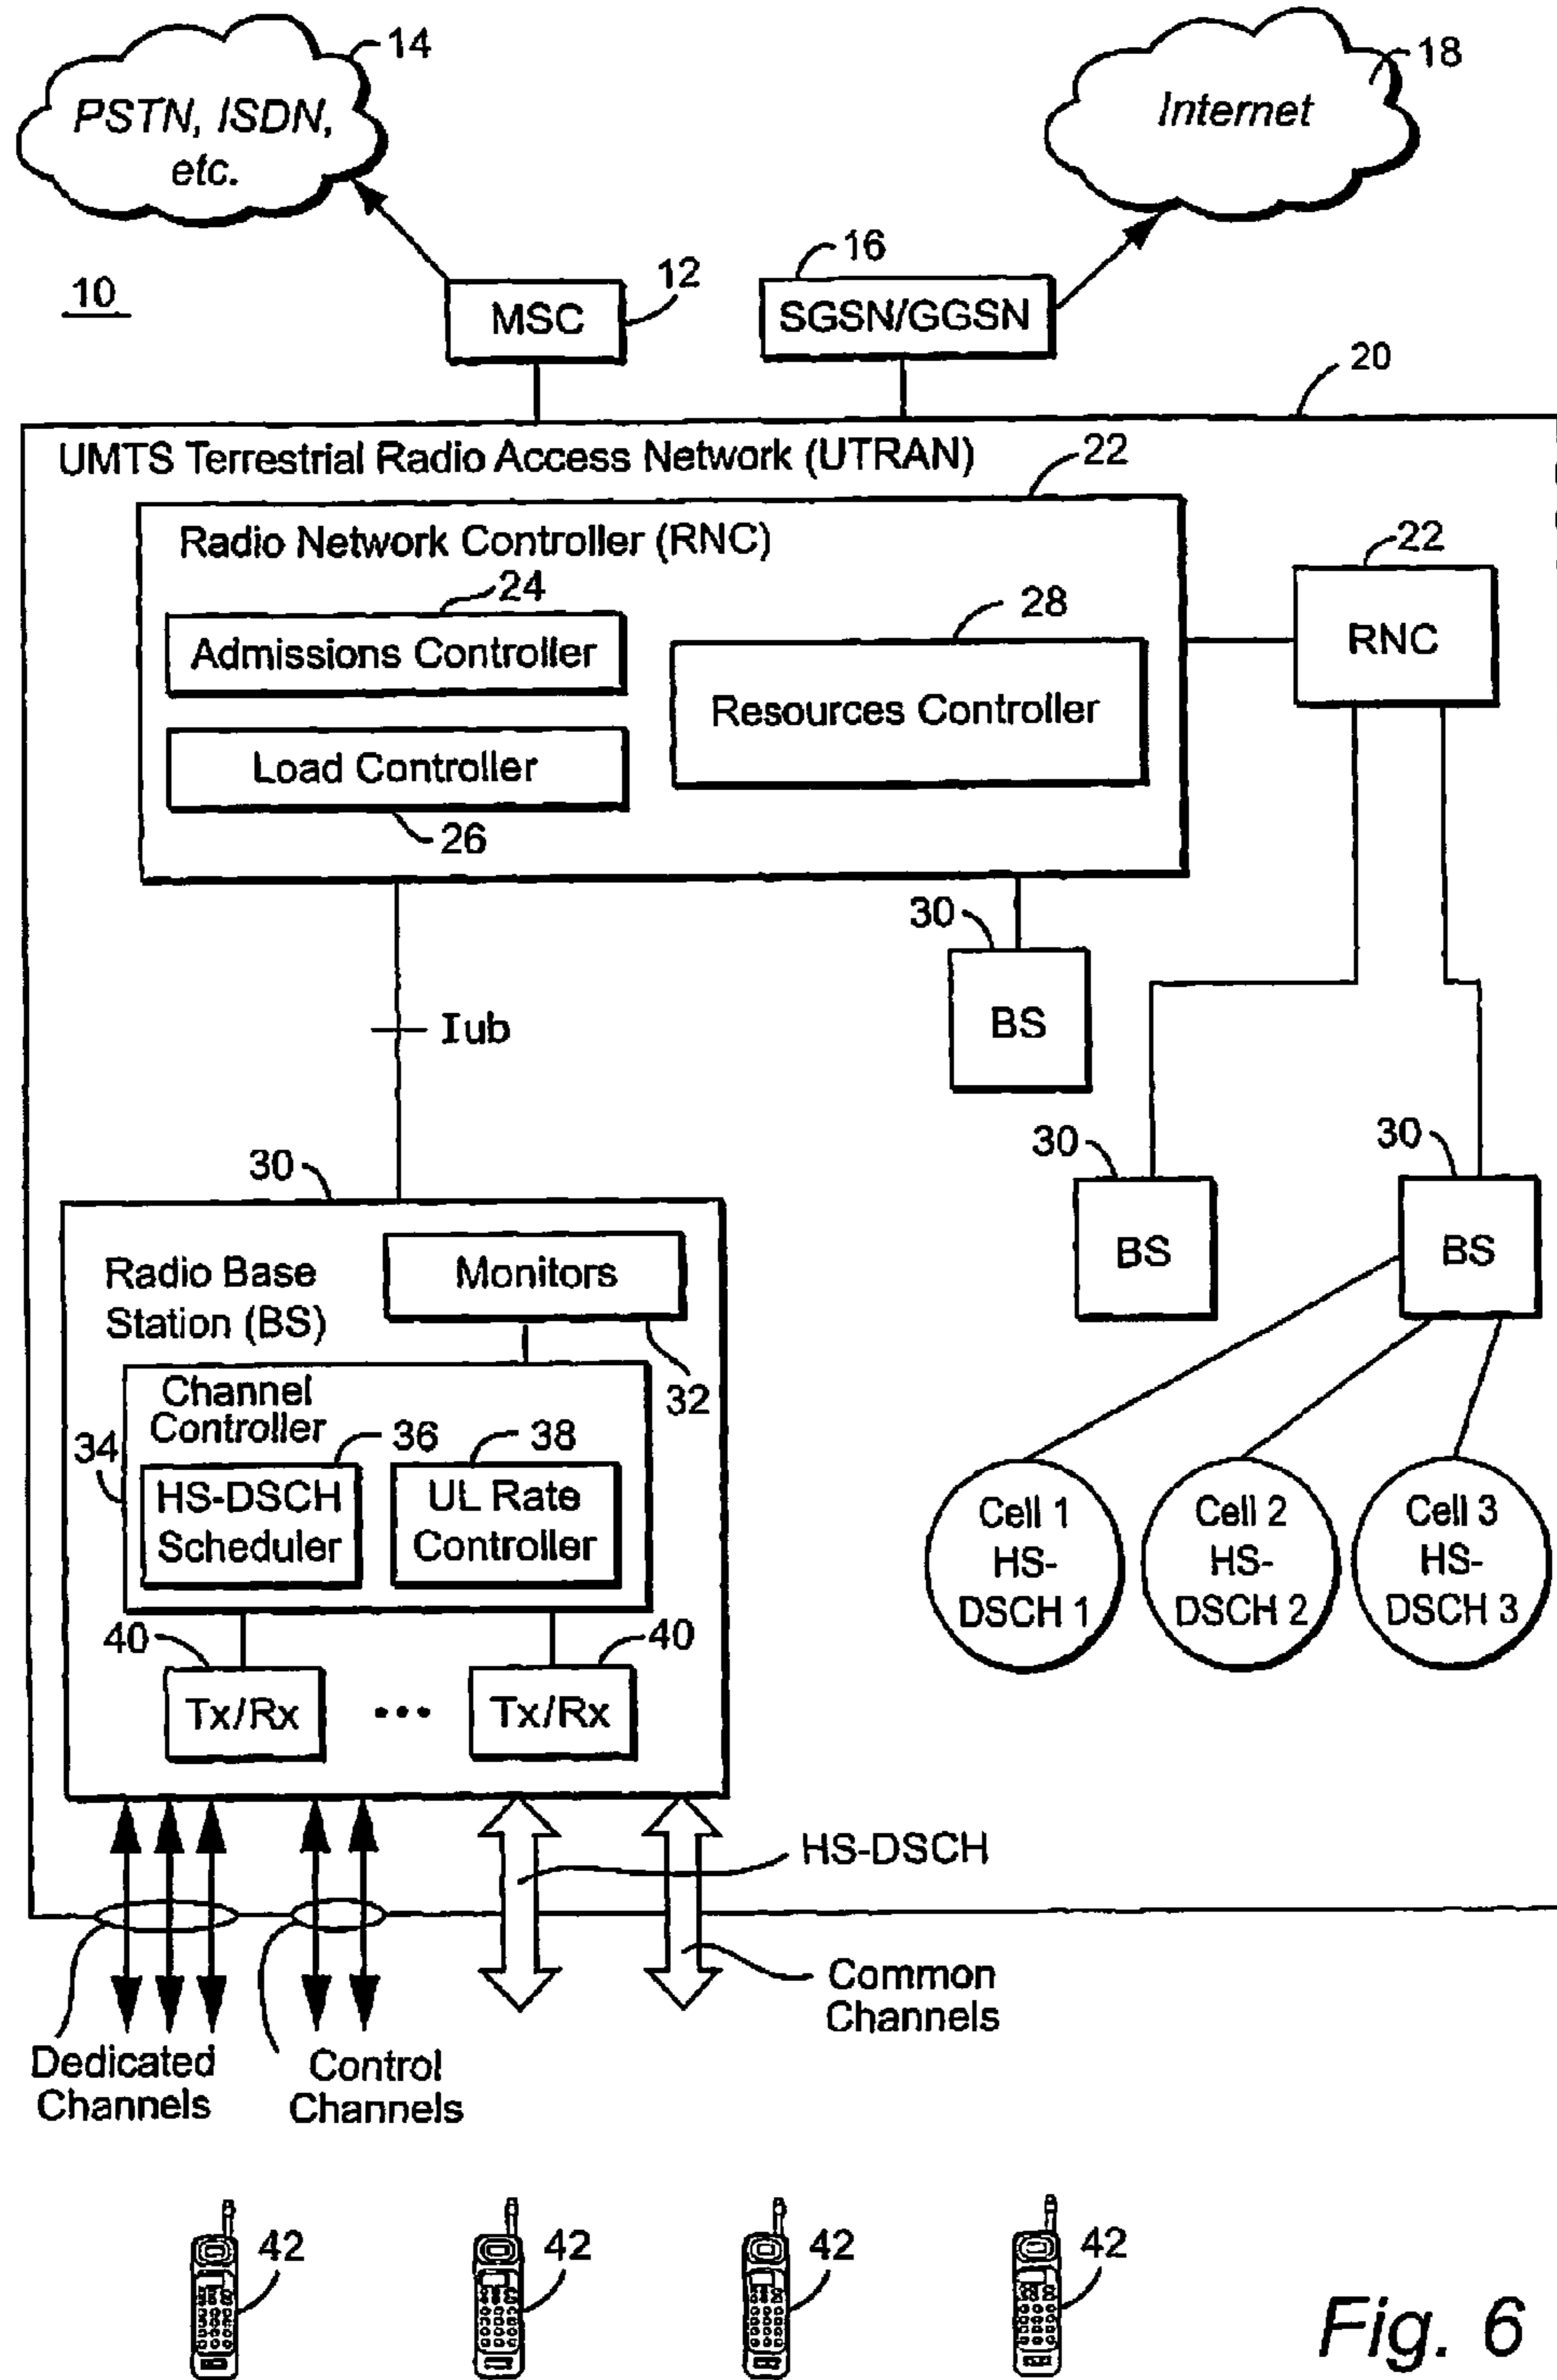 14
PSTN, ISDN,
etc.
18
Internet
10
12
MSC
16
SGSN/GGSN
20
UMTS Terrestrial Radio Access Network (UTRAN)
22
Radio Network Controller (RNC)
22
RNC
24
Admissions Controller
28
Resources Controller
Load Controller
26
30
BS
Iub
30
BS
30
BS
30
Radio Base
Station (BS)
Monitors
32
Channel
Controller
34
36
HS-DSCH
Scheduler
38
UL Rate
Controller
Cell 1
HS-
DSCH 1
Cell 2
HS-
DSCH 2
Cell 3
HS-
DSCH 3
40
Tx/Rx
•••
40
Tx/Rx
HS-DSCH
Common
Channels
Dedicated
Channels
Control
Channels
42
42
42
42
Fig. 6